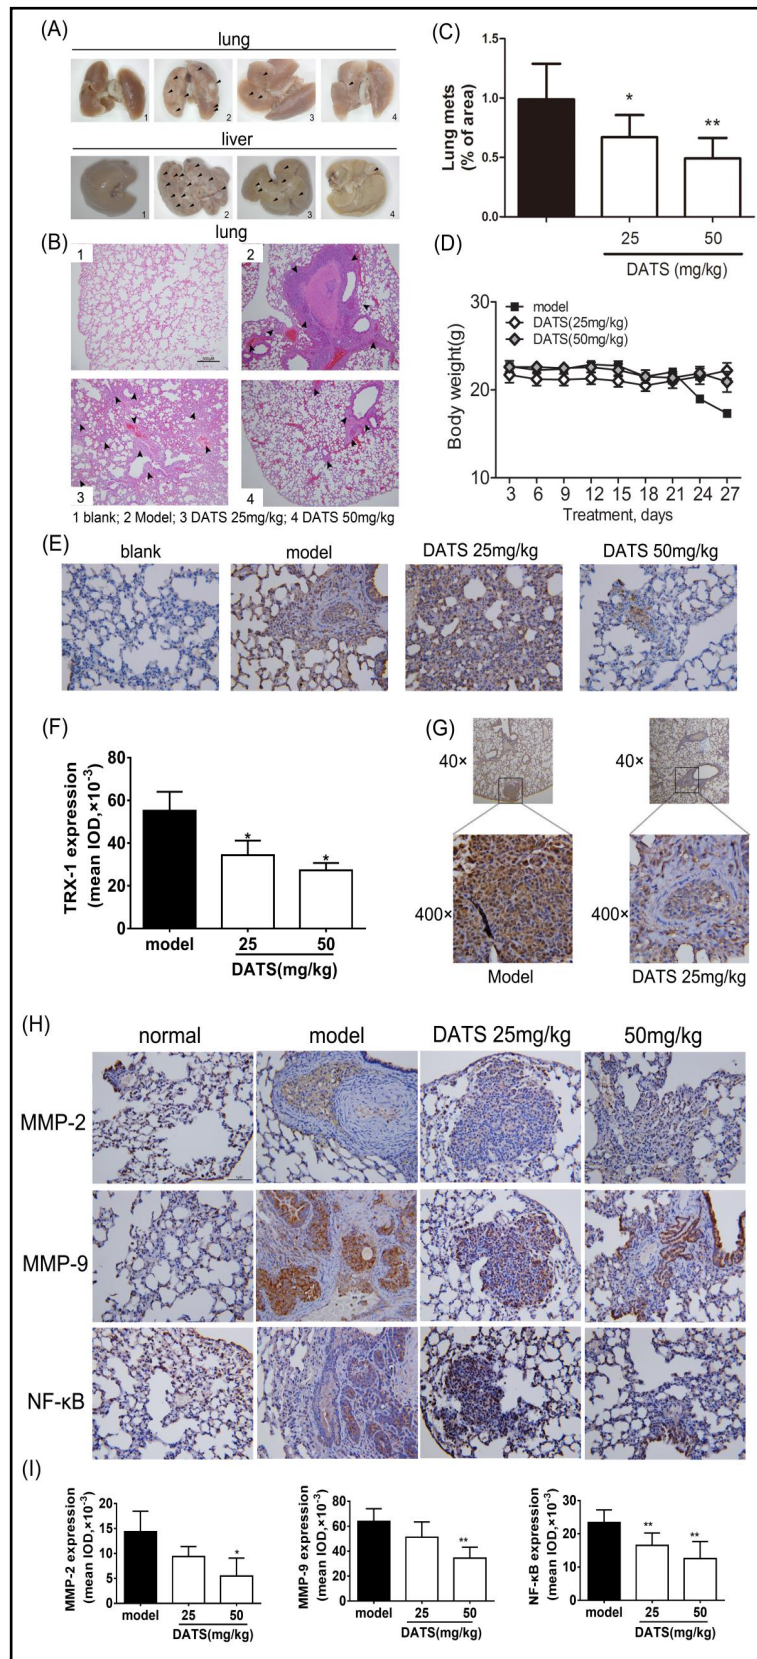 (A)
lung
1
2
3
4
liver
1
2
3
4
(B)
lung
1
2
3
4
1 blank; 2 Model; 3 DATS 25mg/kg; 4 DATS 50mg/kg
(C)
Lung mets
(% of area)
1.5
1.0
0.5
0.0
*
**
25
50
DATS (mg/kg)
(D)
Body weight(g)
30
20
10
model
DATS(25mg/kg)
DATS(50mg/kg)
3 6 9 12 15 18 21 24 27
Treatment, days
(E)
blank
model
DATS 25mg/kg
DATS 50mg/kg
(F)
TRX-1 expression
(mean IOD,×10⁻³)
80
60
40
20
0
*
*
model
25
50
DATS(mg/kg)
(G)
40×
40×
400×
400×
Model
DATS 25mg/kg
(H)
normal
model
DATS 25mg/kg
50mg/kg
MMP-2
MMP-9
NF-κB
(I)
MMP-2 expression
(mean IOD,×10⁻³)
20
15
10
5
0
*
model
25
50
DATS(mg/kg)
MMP-9 expression
(mean IOD,×10⁻³)
80
60
40
20
0
**
model
25
50
DATS(mg/kg)
NF-κB expression
(mean IOD,×10⁻³)
30
20
10
0
**
**
model
25
50
DATS(mg/kg)